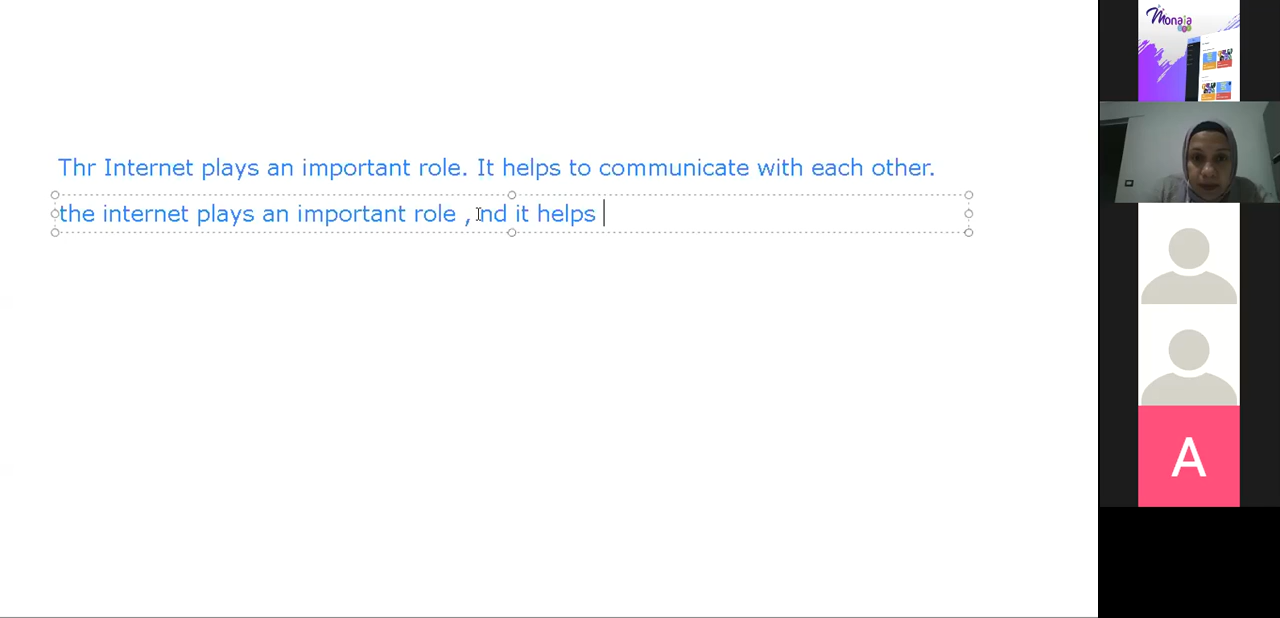 Monaia
Thr Internet plays an important role. It helps to communicate with each other.
the internet plays an important role , nd it helps
A